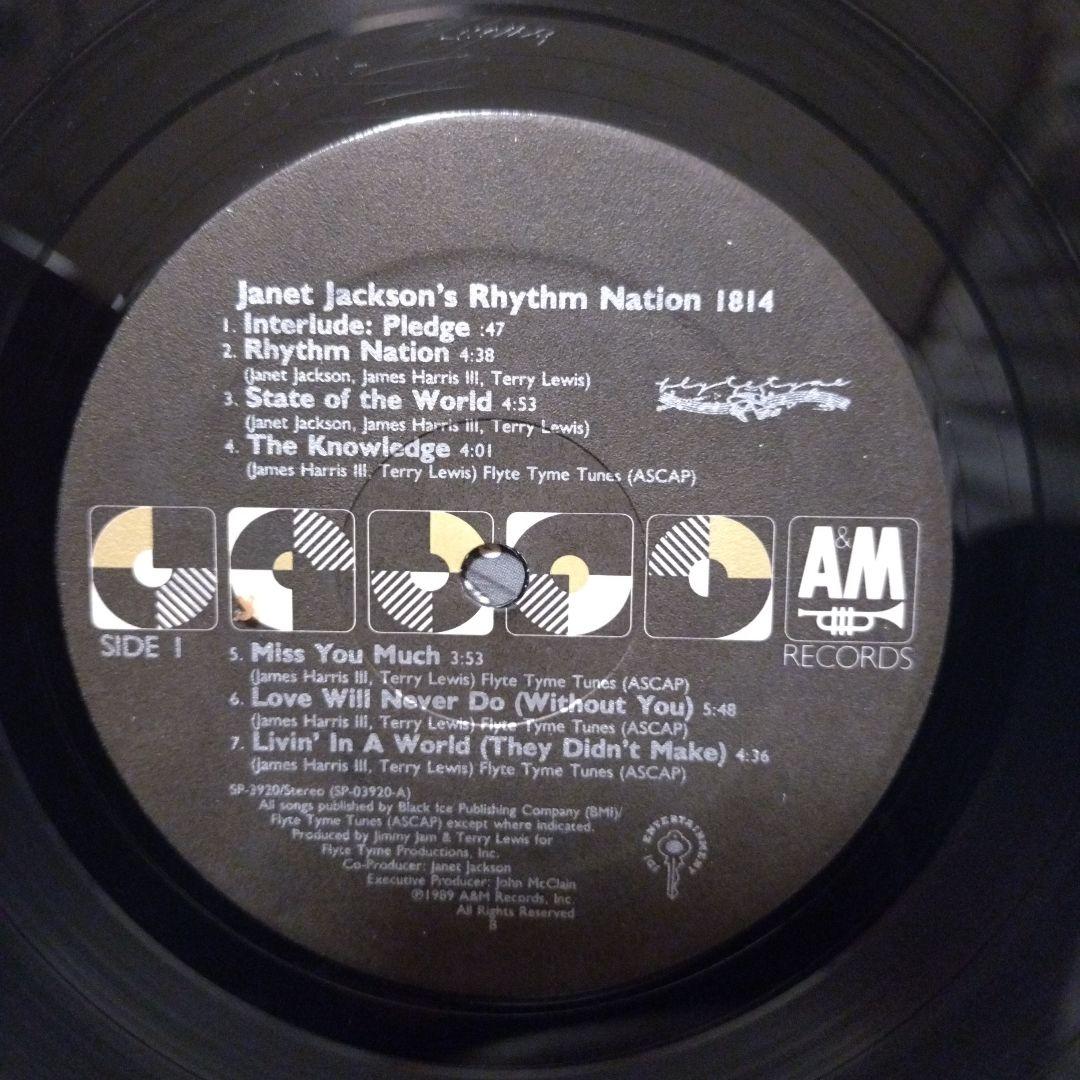 Janet Jackson's Rhythm Nation 1814
1. Interlude: Pledge :47
2. Rhythm Nation 4:38
(Janet Jackson, James Harris III, Terry Lewis)
3. State of the World 4:53
(Janet Jackson, James Harris III, Terry Lewis)
4. The Knowledge 4:01
(James Harris III, Terry Lewis) Flyte Tyme Tunes (ASCAP)
flyte tyme
A&M
SIDE 1
RECORDS
5. Miss You Much 3:53
(James Harris III, Terry Lewis) Flyte Tyme Tunes (ASCAP)
6. Love Will Never Do (Without You) 5:48
(James Harris III, Terry Lewis) Flyte Tyme Tunes (ASCAP)
7. Livin' In A World (They Didn't Make) 4:36
(James Harris III, Terry Lewis) Flyte Tyme Tunes (ASCAP)
SP-3920/Stereo (SP-03920-A)
All songs published by Black Ice Publishing Company (BMI)/
Flyte Tyme Tunes (ASCAP) except where indicated.
Produced by Jimmy Jam & Terry Lewis for
Flyte Tyme Productions, Inc.
Co-Producer: Janet Jackson
Executive Producer: John McClain
℗1989 A&M Records, Inc.
All Rights Reserved
B
ENTERTAINMENT